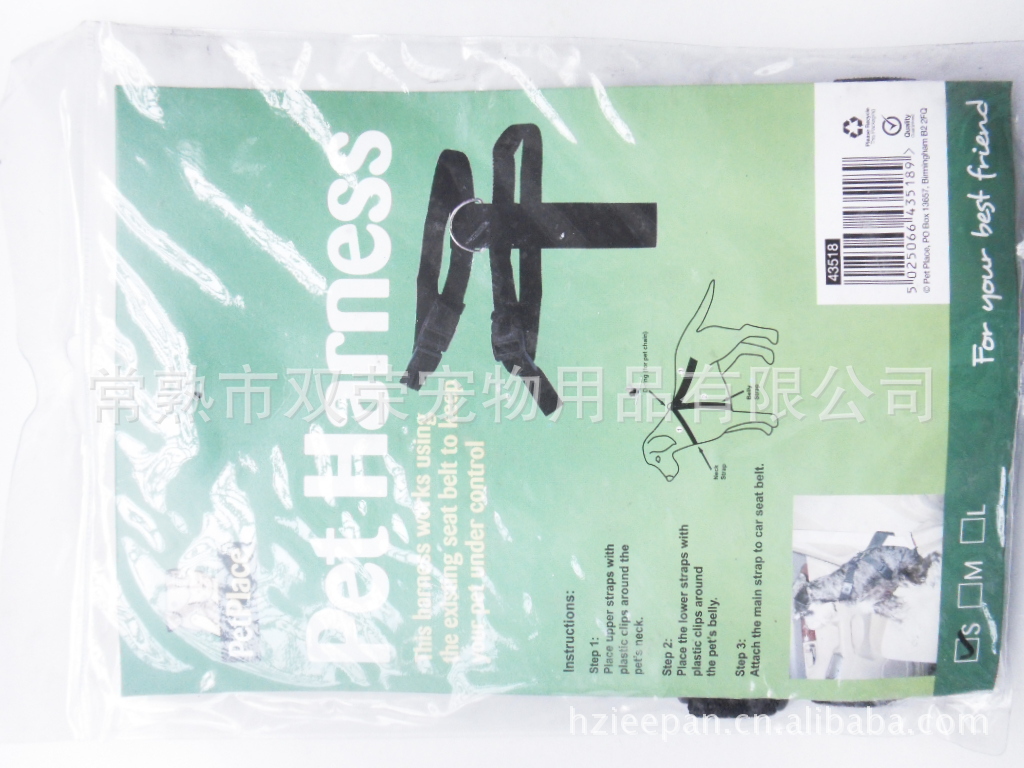 Pet Place
Pet Harness
This harness works using
the existing seat belt to keep
your pet under control
Instructions:
Step 1:
Place upper straps with
plastic clips around the
pet's neck.
Step 2:
Place the lower straps with
plastic clips around
the pet's belly.
Step 3:
Attach the main strap to car seat belt.
Neck
Strap
Belly
43518
5 025066 435189 >
© Pet Place, PO Box 13657, Birmingham B2 2FQ
Please Recycle
Quality
S
M
L
For your best friend
常熟市双荣宠物用品有限公司
hzjeepan.cn.alibaba.com